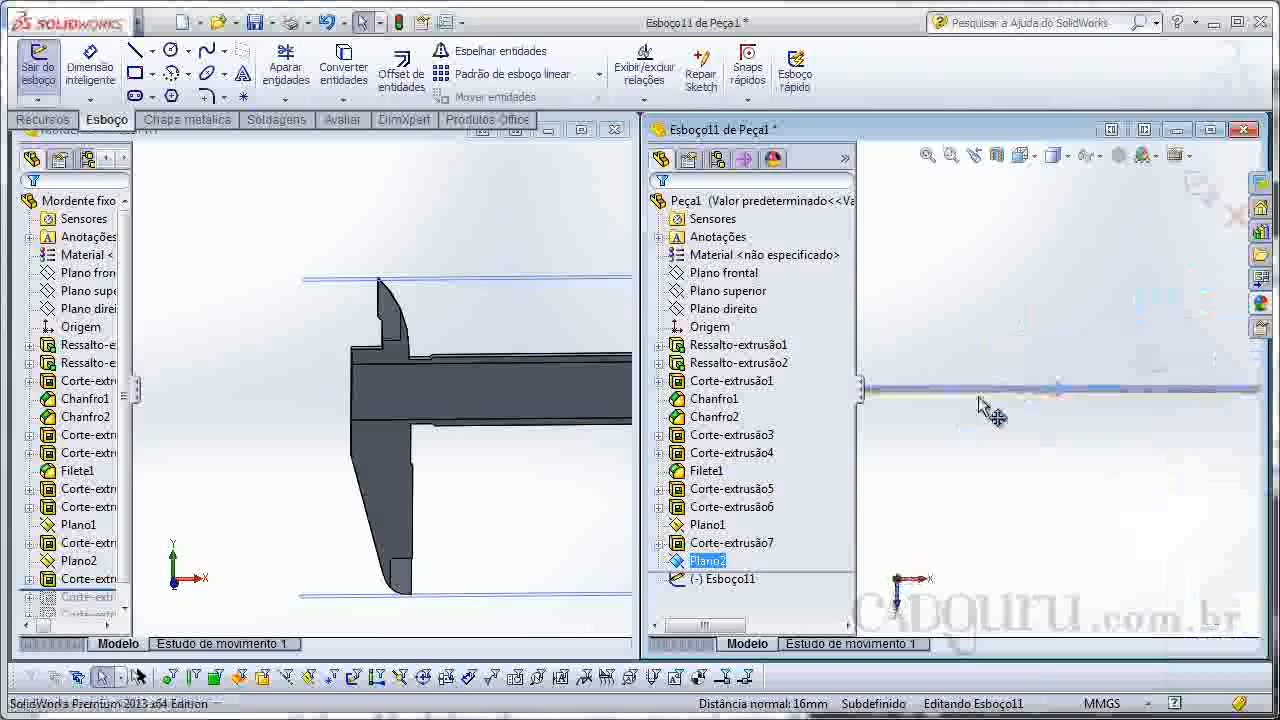 SOLIDWORKS
Esboço11 de Peça1 *
Pesquisar a Ajuda do SolidWorks
Sair do esboço
Dimensão inteligente
Aparar entidades
Converter entidades
Offset de entidades
Espelhar entidades
Padrão de esboço linear
Mover entidades
Exibir/excluir relações
Repair Sketch
Snaps rápidos
Esboço rápido
Recursos
Esboço
Chapa metálica
Soldagens
Avaliar
DimXpert
Produtos Office
Esboço11 de Peça1 *
Mordente fixo
Sensores
Anotações
Material <
Plano fron
Plano supe
Plano direi
Origem
Ressalto-e
Ressalto-e
Corte-extr
Chanfro1
Chanfro2
Corte-extr
Corte-extr
Filete1
Corte-extr
Corte-extr
Plano1
Corte-extr
Plano2
Corte-extr
Corte-extr
Y
X
Modelo
Estudo de movimento 1
Peça1 (Valor predeterminado<<Va
Sensores
Anotações
Material <não especificado>
Plano frontal
Plano superior
Plano direito
Origem
Ressalto-extrusão1
Ressalto-extrusão2
Corte-extrusão1
Chanfro1
Chanfro2
Corte-extrusão3
Corte-extrusão4
Filete1
Corte-extrusão5
Corte-extrusão6
Plano1
Corte-extrusão7
Plano2
(-) Esboço11
X
CADguru.com.br
Modelo
Estudo de movimento 1
SolidWorks Premium 2013 x64 Edition
Distância normal: 16mm
Subdefinido
Editando Esboço11
MMGS